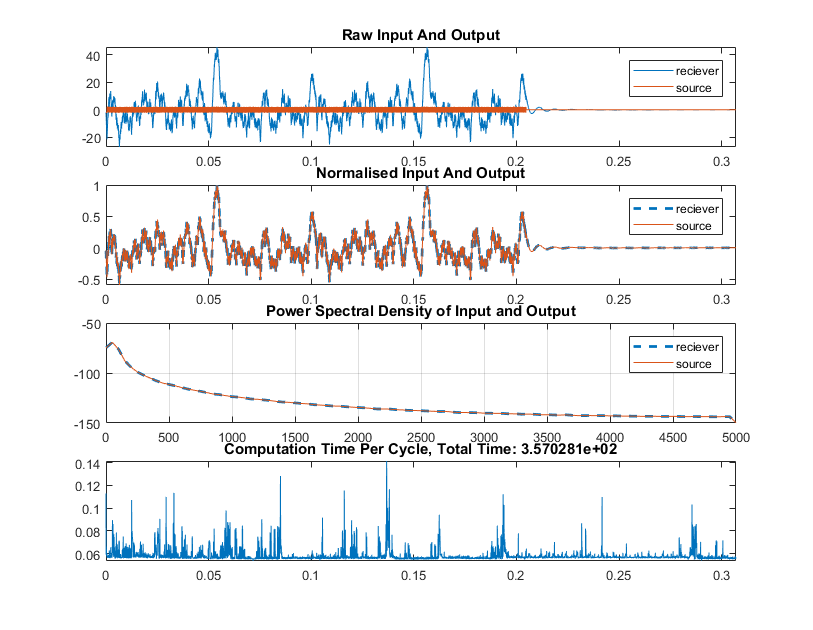 Raw Input And Output
40
20
0
-20
reciever
source
0 0.05 0.1 0.15 0.2 0.25 0.3
Normalised Input And Output
1
0.5
0
-0.5
reciever
source
0 0.05 0.1 0.15 0.2 0.25 0.3
Power Spectral Density of Input and Output
-50
-100
-150
reciever
source
0 500 1000 1500 2000 2500 3000 3500 4000 4500 5000
Computation Time Per Cycle, Total Time: 3.570281e+02
0.14
0.12
0.1
0.08
0.06
0 0.05 0.1 0.15 0.2 0.25 0.3